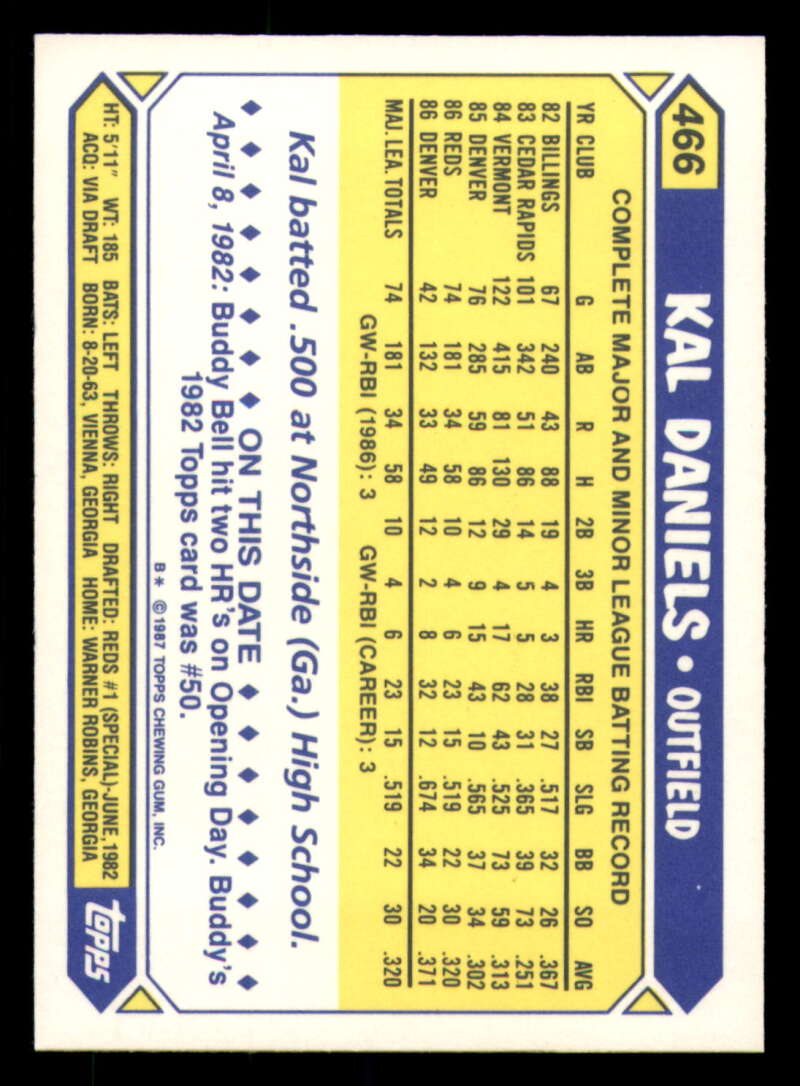 466 KAL DANIELS • OUTFIELD
COMPLETE MAJOR AND MINOR LEAGUE BATTING RECORD
YR CLUB G AB R H 2B 3B HR RBI SB SLG BB SO AVG
82 BILLINGS 67 240 43 88 19 4 3 38 27 .517 32 26 .367
83 CEDAR RAPIDS 101 342 51 86 14 5 5 28 31 .365 39 73 .251
84 VERMONT 122 415 81 130 29 4 17 62 43 .525 73 59 .313
85 DENVER 76 285 59 86 12 9 15 43 10 .565 37 34 .302
86 REDS 74 181 34 58 10 4 6 23 15 .519 22 30 .320
86 DENVER 42 132 33 49 12 2 8 32 12 .674 34 20 .371
MAJ. LEA. TOTALS 74 181 34 58 10 4 6 23 15 .519 22 30 .320
GW-RBI (1986): 3 GW-RBI (CAREER): 3
Kal batted .500 at Northside (Ga.) High School.
ON THIS DATE
April 8, 1982: Buddy Bell hit two HR's on Opening Day. Buddy's
1982 Topps card was #50.
B* ©1987 TOPPS CHEWING GUM, INC.
HT: 5'11" WT: 185 BATS: LEFT THROWS: RIGHT DRAFTED: REDS #1 (SPECIAL)-JUNE, 1982
ACQ: VIA DRAFT BORN: 8-20-63, VIENNA, GEORGIA HOME: WARNER ROBINS, GEORGIA
topps